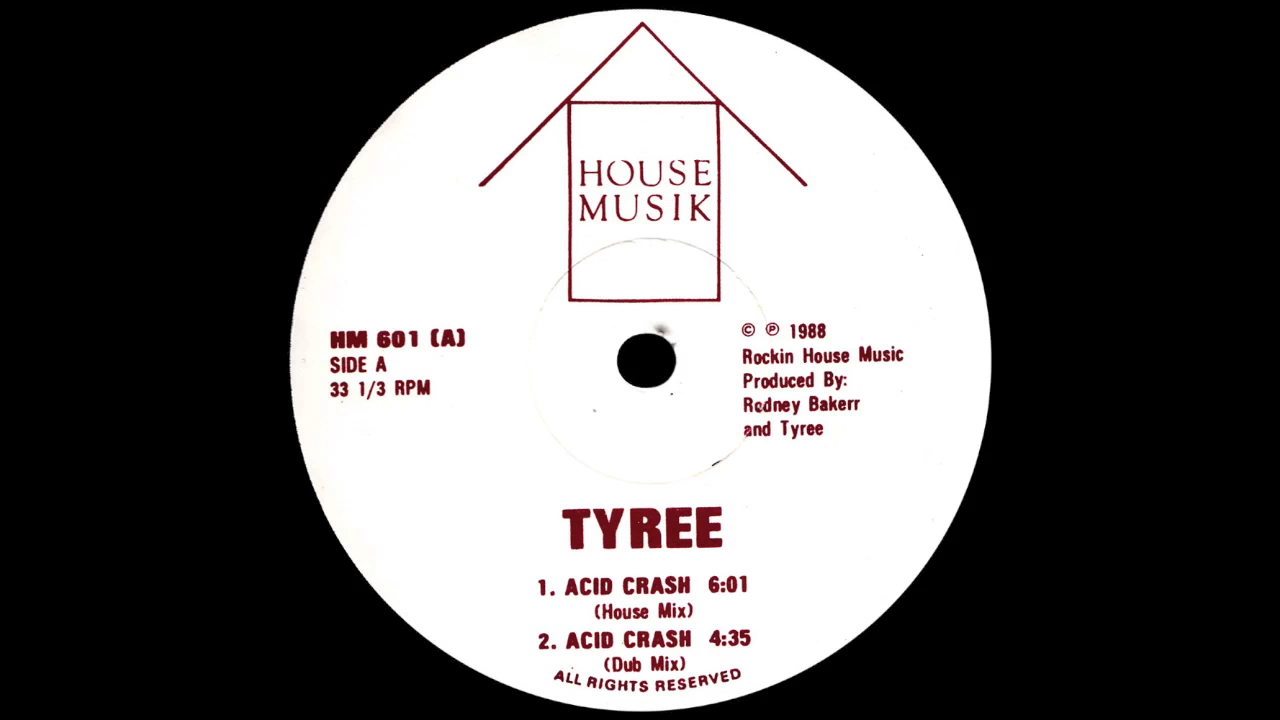 HOUSE
MUSIK
HM 601 (A)
SIDE A
33 1/3 RPM
© ℗ 1988
Rockin House Music
Produced By:
Rodney Bakerr
and Tyree
TYREE
1. ACID CRASH 6:01
(House Mix)
2. ACID CRASH 4:35
(Dub Mix)
ALL RIGHTS RESERVED